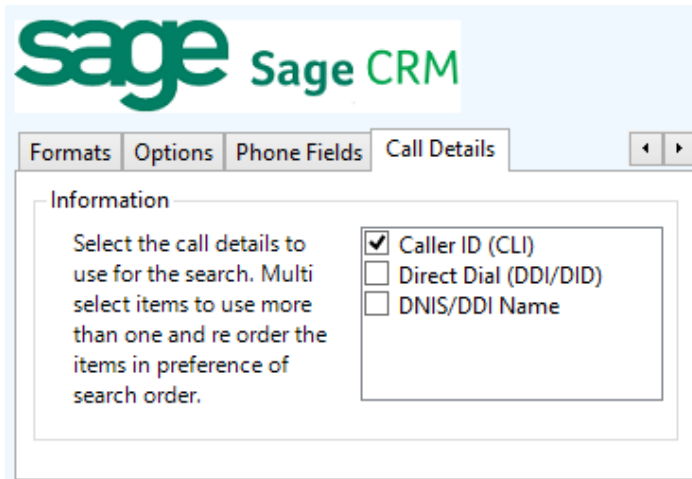 sage Sage CRM
Formats Options Phone Fields Call Details
Information
Select the call details to
use for the search. Multi
select items to use more
than one and re order the
items in preference of
search order.
Caller ID (CLI)
Direct Dial (DDI/DID)
DNIS/DDI Name